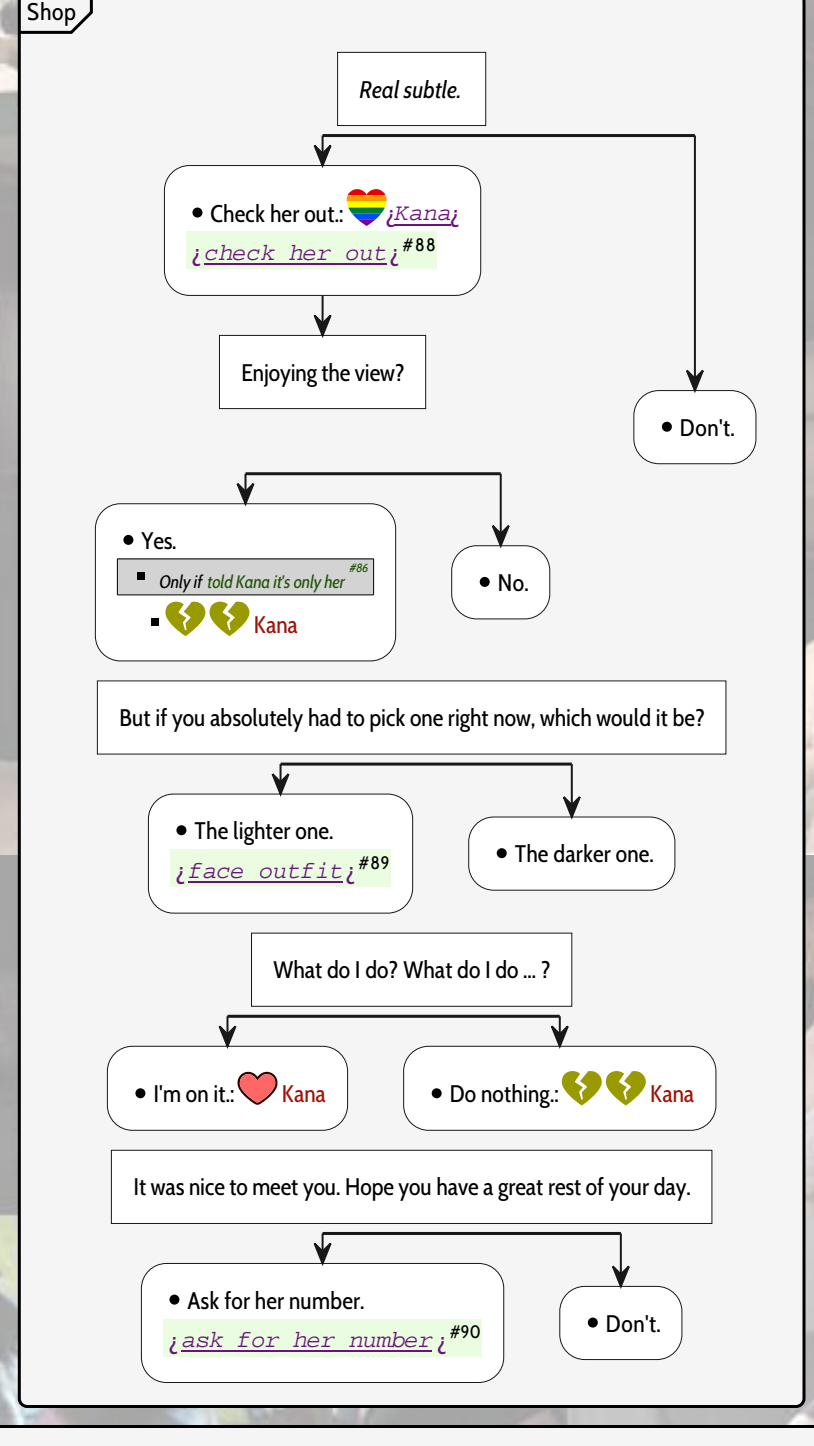 Shop
Real subtle.
Check her out.: ¿Kana¿
¿check her out¿#88
Enjoying the view?
Don't.
Yes.
Only if told Kana it's only her #86
Kana
No.
But if you absolutely had to pick one right now, which would it be?
The lighter one.
¿face outfit¿#89
The darker one.
What do I do? What do I do ... ?
I'm on it.: Kana
Do nothing.: Kana
It was nice to meet you. Hope you have a great rest of your day.
Ask for her number.
¿ask for her number¿#90
Don't.